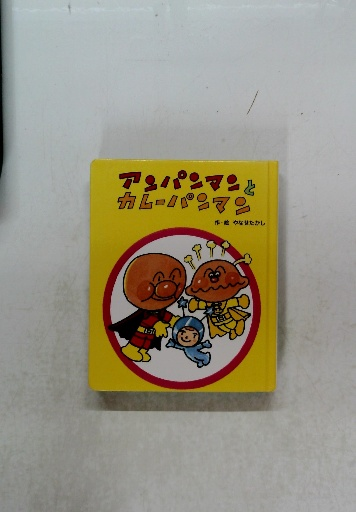 アンパンマンと
カレーパンマン
作・絵 やなせたかし